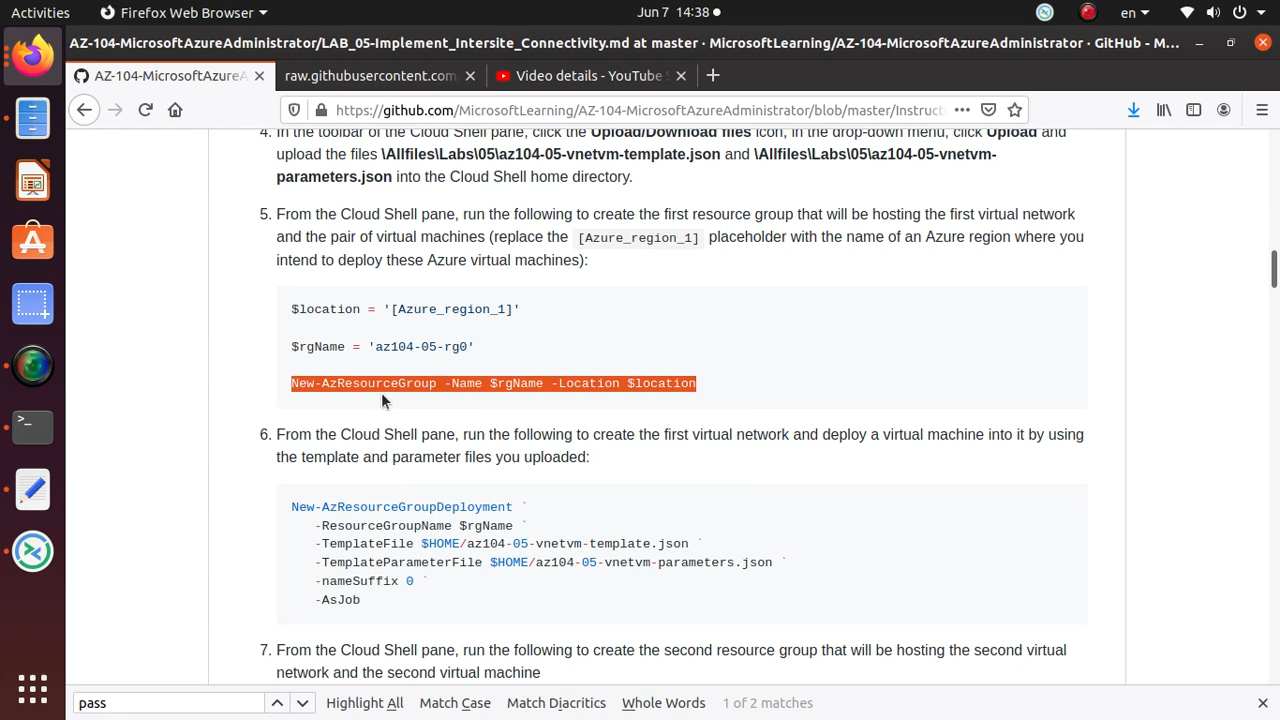 Activities
Firefox Web Browser
Jun 7 14:38
en
AZ-104-MicrosoftAzureAdministrator/LAB_05-Implement_Intersite_Connectivity.md at master · MicrosoftLearning/AZ-104-MicrosoftAzureAdministrator · GitHub - M...
AZ-104-MicrosoftAzureA
raw.githubusercontent.com
Video details - YouTube S
https://github.com/MicrosoftLearning/AZ-104-MicrosoftAzureAdministrator/blob/master/Instruct
4. In the toolbar of the Cloud Shell pane, click the Upload/Download files icon, in the drop-down menu, click Upload and
upload the files \Allfiles\Labs\05\az104-05-vnetvm-template.json and \Allfiles\Labs\05\az104-05-vnetvm-
parameters.json into the Cloud Shell home directory.
5. From the Cloud Shell pane, run the following to create the first resource group that will be hosting the first virtual network
and the pair of virtual machines (replace the [Azure_region_1] placeholder with the name of an Azure region where you
intend to deploy these Azure virtual machines):
$location = '[Azure_region_1]'
$rgName = 'az104-05-rg0'
New-AzResourceGroup -Name $rgName -Location $location
6. From the Cloud Shell pane, run the following to create the first virtual network and deploy a virtual machine into it by using
the template and parameter files you uploaded:
New-AzResourceGroupDeployment `
-ResourceGroupName $rgName `
-TemplateFile $HOME/az104-05-vnetvm-template.json `
-TemplateParameterFile $HOME/az104-05-vnetvm-parameters.json `
-nameSuffix 0 `
-AsJob
7. From the Cloud Shell pane, run the following to create the second resource group that will be hosting the second virtual
network and the second virtual machine
pass
Highlight All
Match Case
Match Diacritics
Whole Words
1 of 2 matches